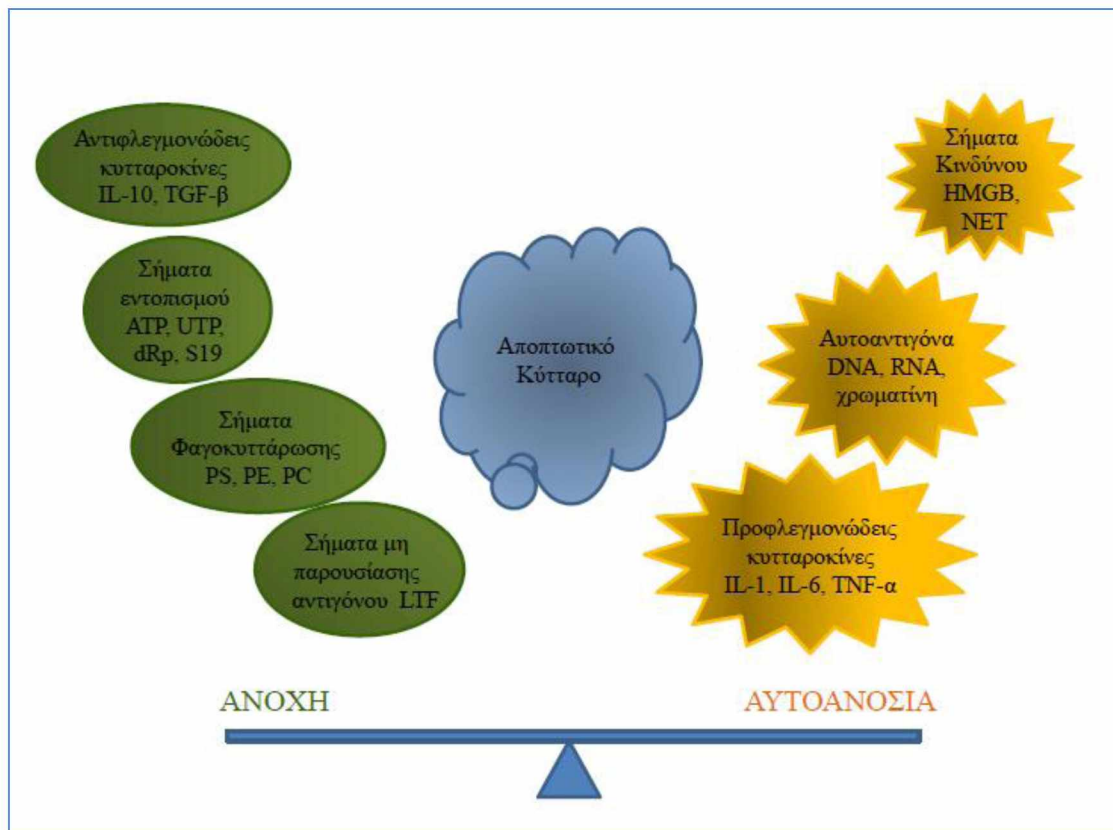 Αντιφλεγμονώδεις
κυτταροκίνες
IL-10, TGF-β
Σήματα
εντοπισμού
ATP, UTP,
dRp, S19
Σήματα
Φαγοκυττάρωσης
PS, PE, PC
Σήματα μη
παρουσίασης
αντιγόνου LTF
Αποπτωτικό
Κύτταρο
Σήματα
Κινδύνου
HMGB,
NET
Αυτοαντιγόνα
DNA, RNA,
χρωματίνη
Προφλεγμονώδεις
κυτταροκίνες
IL-1, IL-6, TNF-α
ΑΝΟΧΗ
ΑΥΤΟΑΝΟΣΙΑ